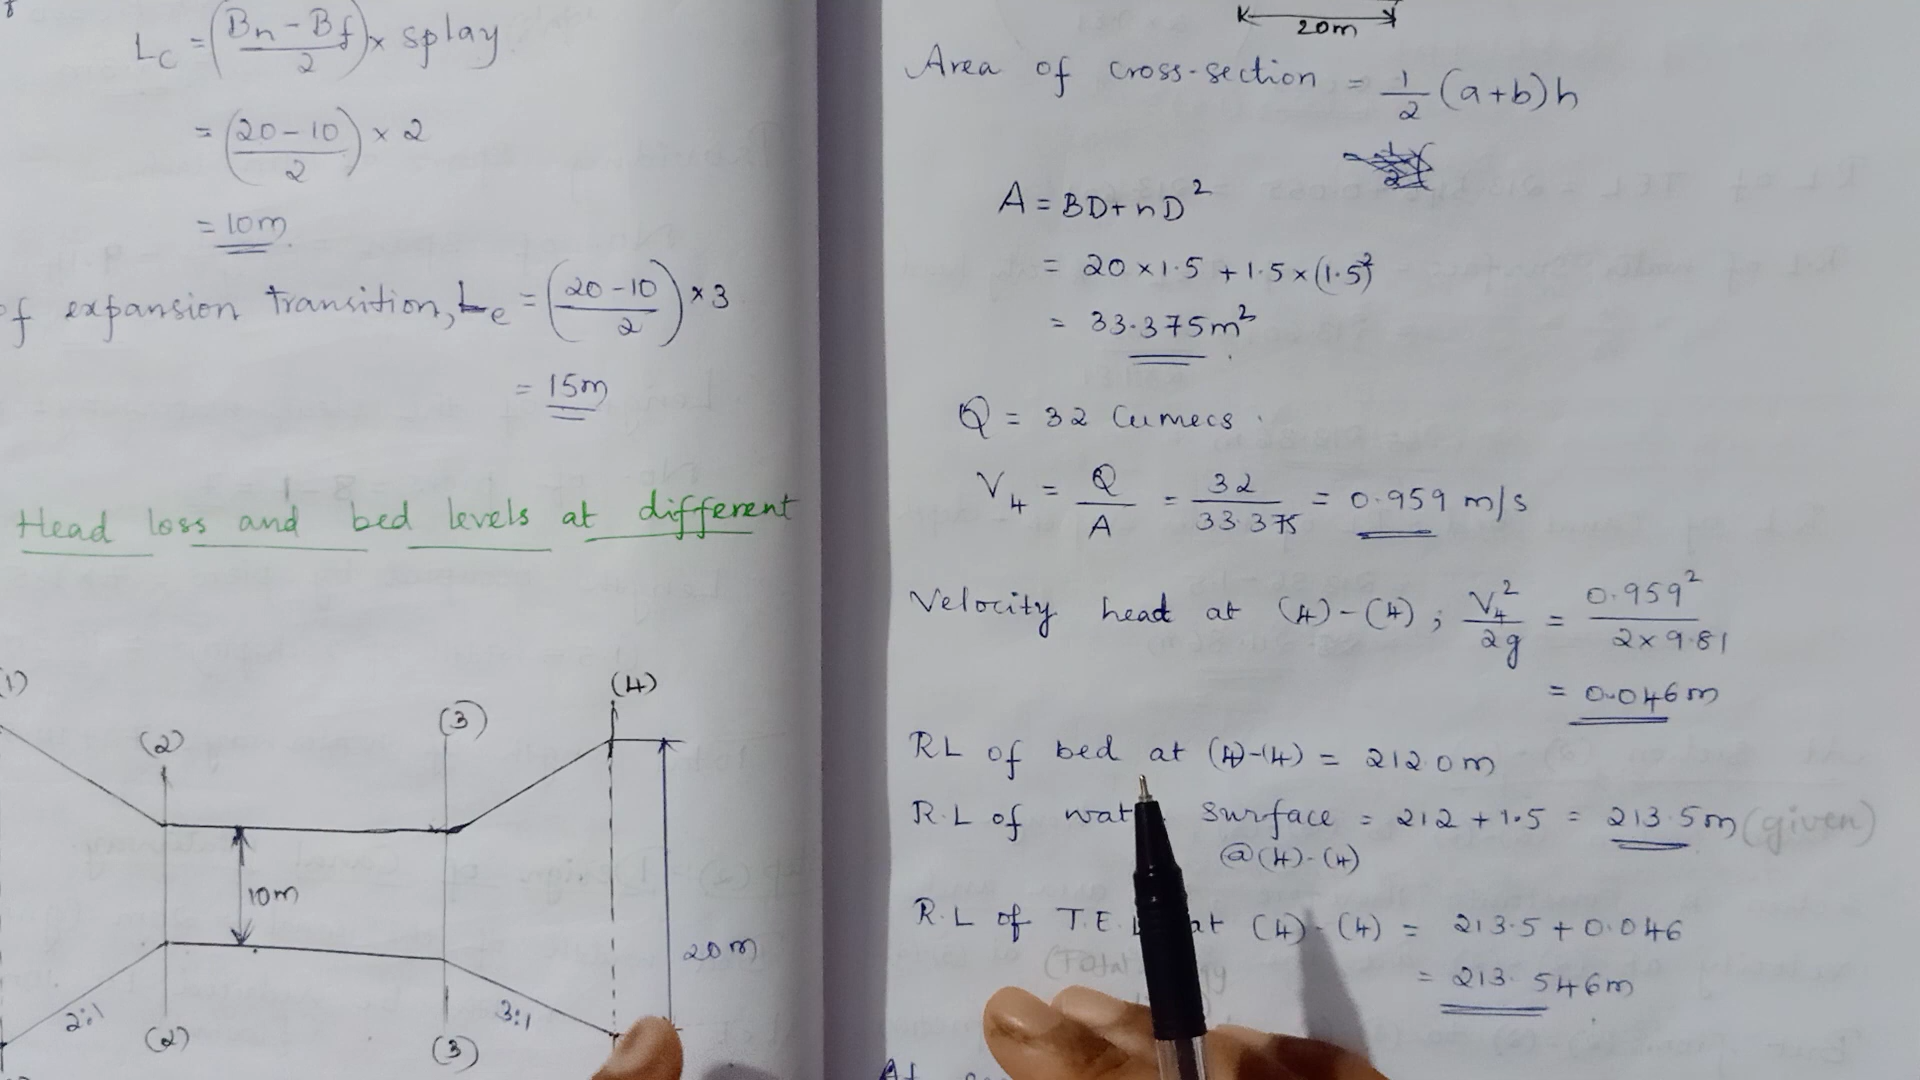 Lc = (Bn - Bf / 2) × splay
= (20 - 10 / 2) × 2
= 10m
of expansion transition, Le = (20 - 10 / 2) × 3
= 15m
Head loss and bed levels at different
(1)
(2)
(3)
(4)
10m
20m
2:1
3:1
(2)
(3)
20m
Area of cross-section = 1/2 (a+b)h
A = BD + nD²
= 20 × 1.5 + 1.5 × (1.5)²
= 33.375m²
Q = 32 Cumecs.
V4 = Q/A = 32/33.375 = 0.959 m/s
Velocity head at (4)-(4) ; V4²/2g = 0.959²/2×9.81
= 0.046m
RL of bed at (4)-(4) = 212.0m
R.L of wat surface = 212 + 1.5 = 213.5m (given)
@(4)-(4)
R.L of T.E.L at (4)-(4) = 213.5 + 0.046
(Total
= 213.546m
At